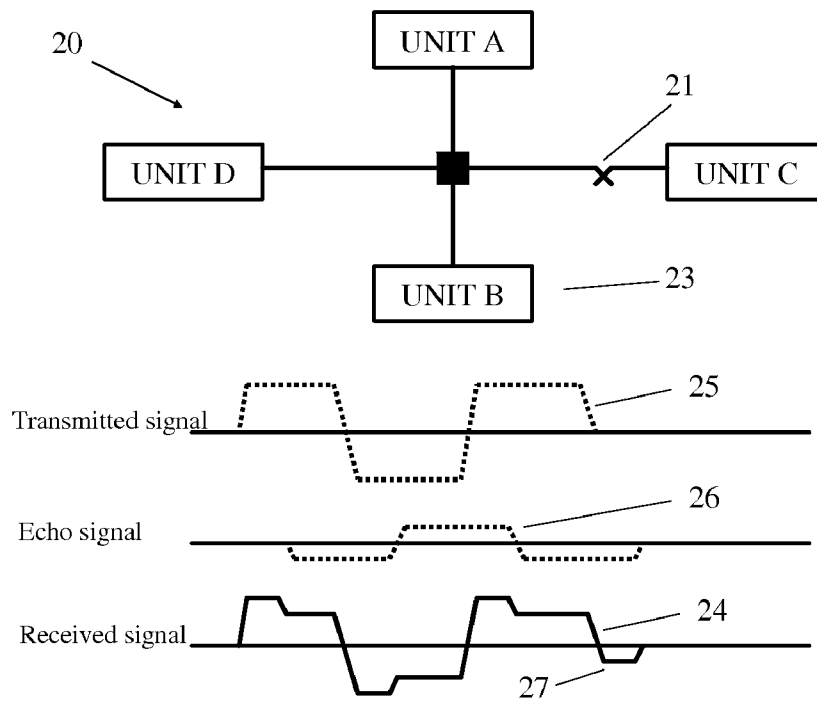 UNIT A
20
21
UNIT D
UNIT C
UNIT B
23
25
Transmitted signal
26
Echo signal
24
Received signal
27